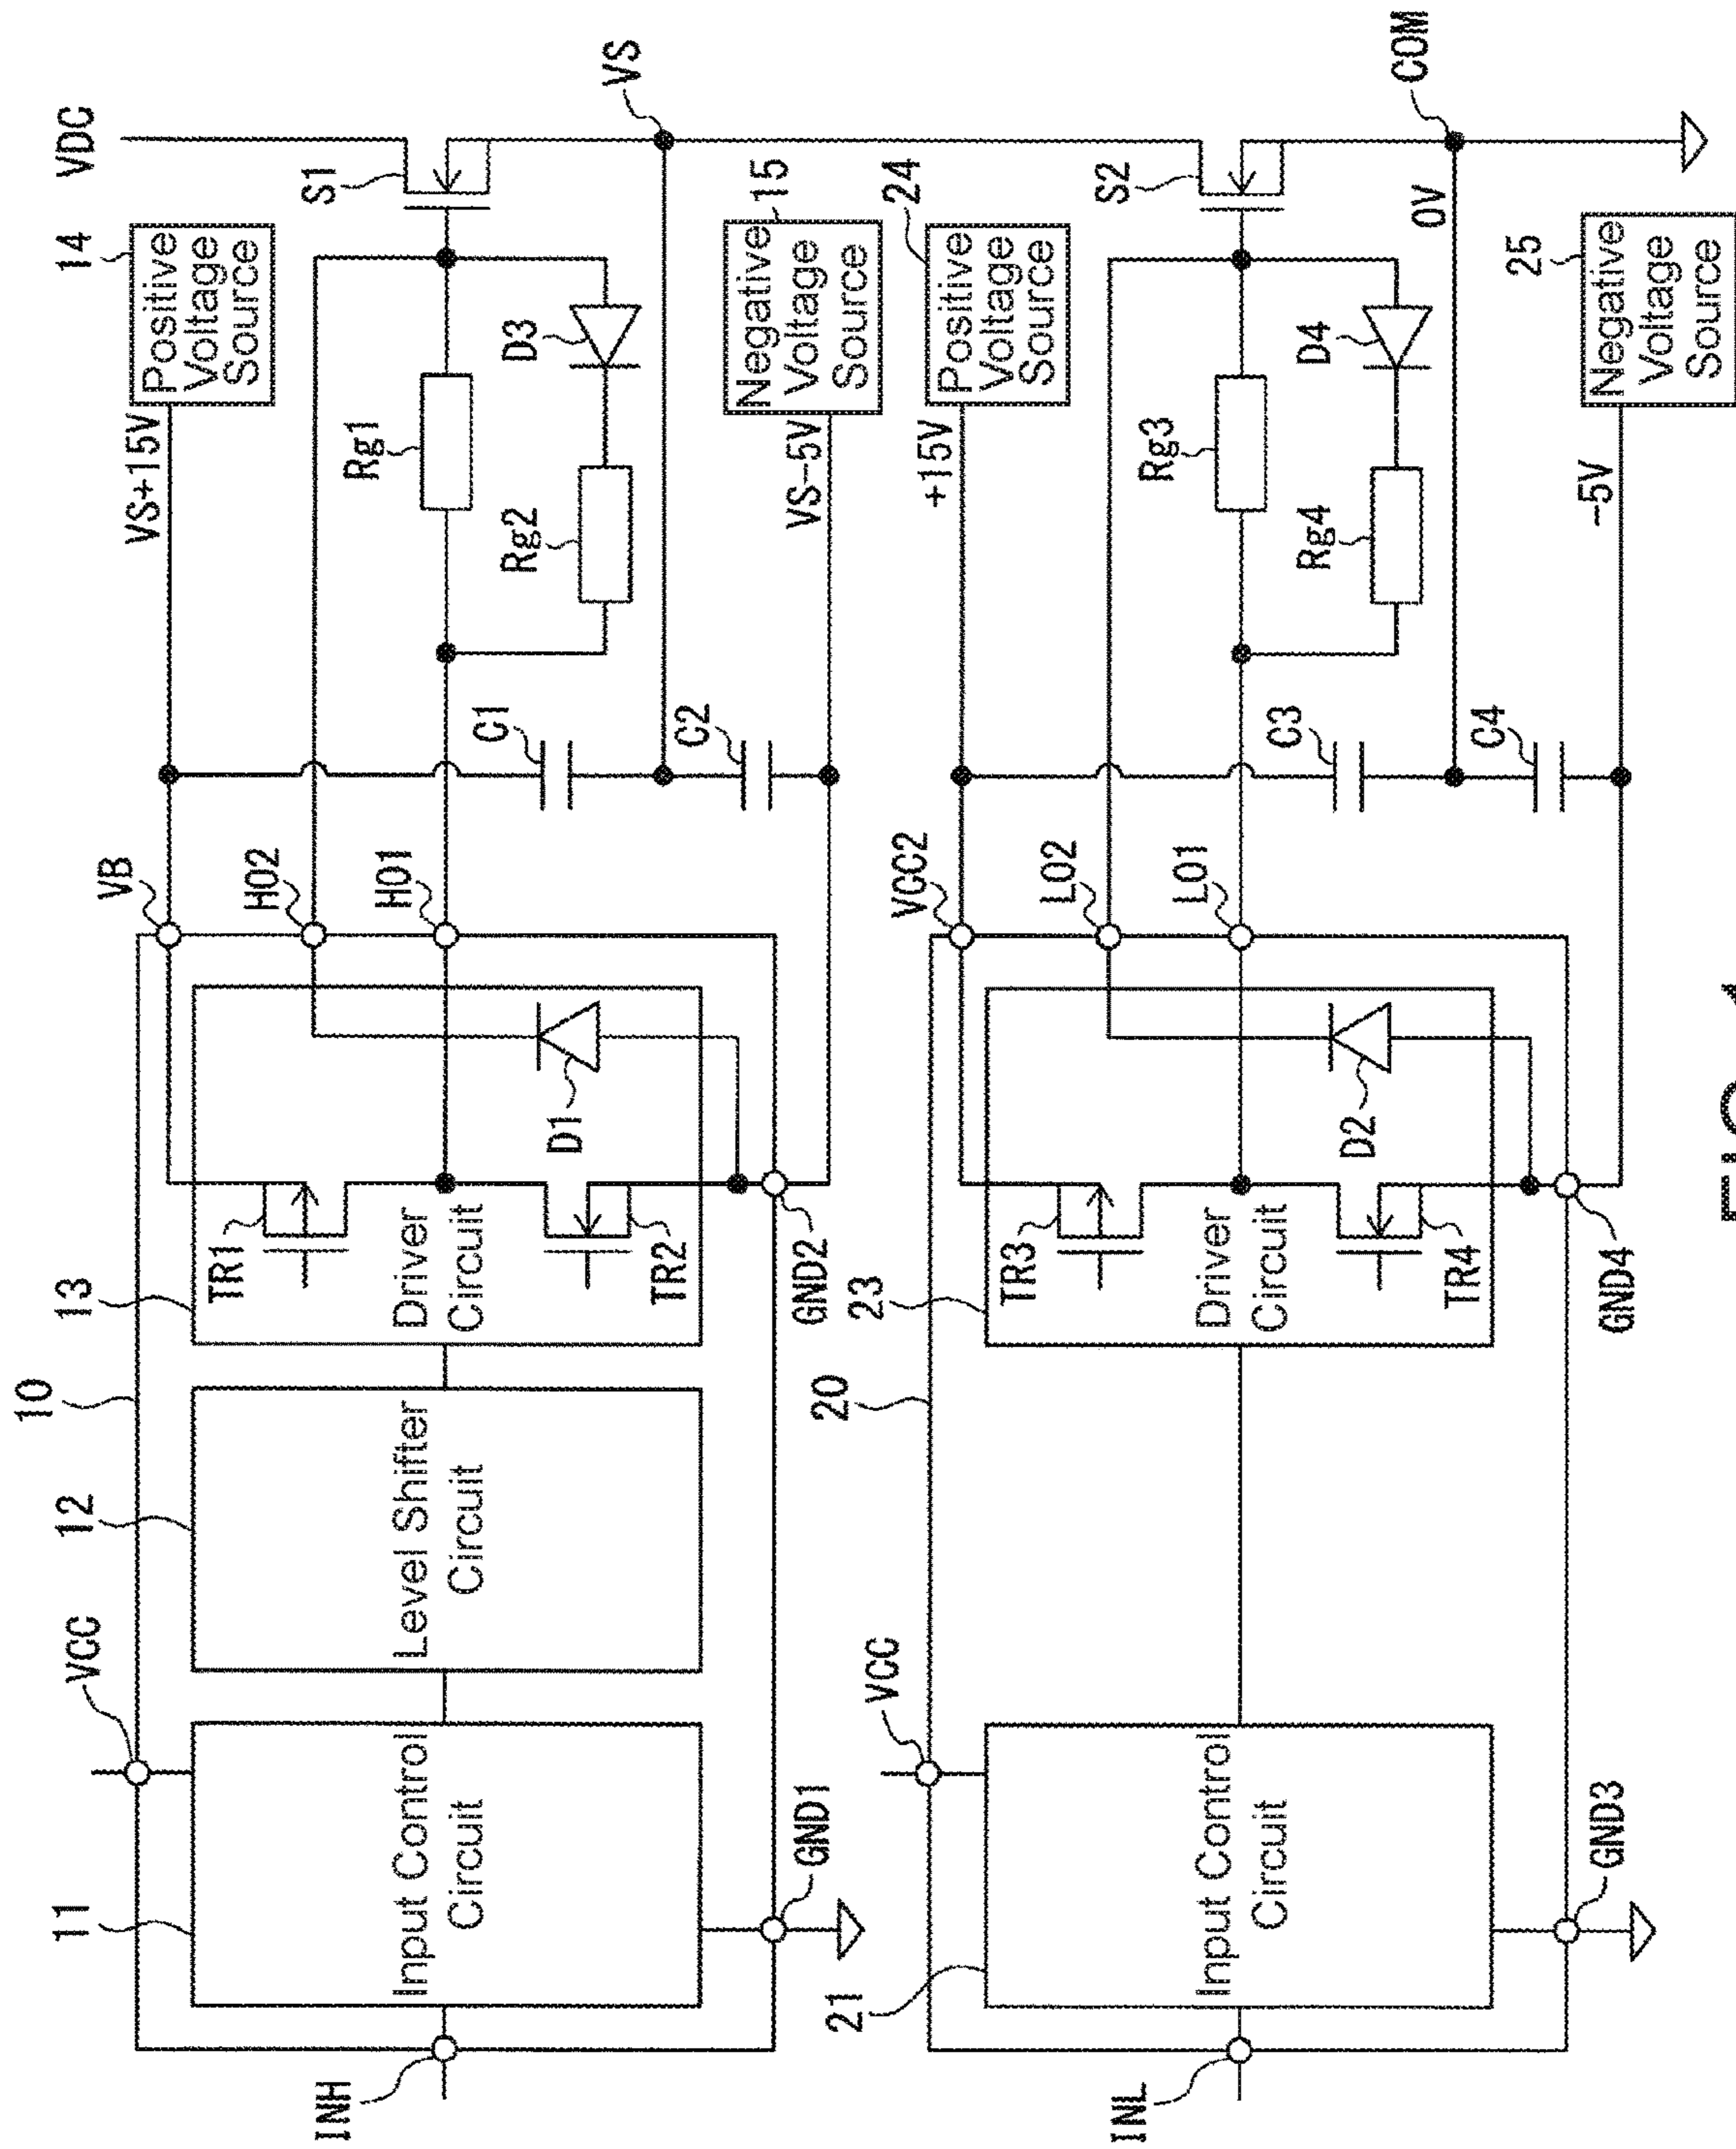 VDC
14
Positive
Voltage
Source
VS+15V
S1
VS
VB
HO2
HO1
Rg1
Rg2
D3
C1
C2
15
Negative
Voltage
Source
VS-5V
10
VCC
11
Input Control
Circuit
12
Level Shifter
Circuit
13
Driver
Circuit
TR1
TR2
D1
INH
GND1
GND2
24
Positive
Voltage
Source
+15V
S2
0V
COM
VCC2
LO2
LO1
Rg3
Rg4
D4
C3
C4
25
Negative
Voltage
Source
-5V
20
VCC
21
Input Control
Circuit
23
Driver
Circuit
TR3
TR4
D2
INL
GND3
GND4